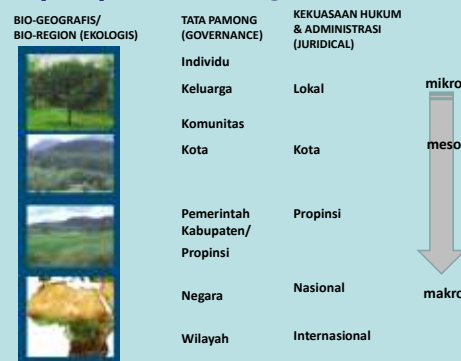 BIO-GEOGRAFIS/
BIO-REGION (EKOLOGIS)
TATA PAMONG
(GOVERNANCE)
KEKUASAAN HUKUM
& ADMINISTRASI
(JURIDICAL)
Individu
Keluarga
Lokal
mikro
Komunitas
Kota
Kota
meso
Pemerintah
Kabupaten/
Propinsi
Propinsi
Negara
Nasional
makro
Wilayah
Internasional